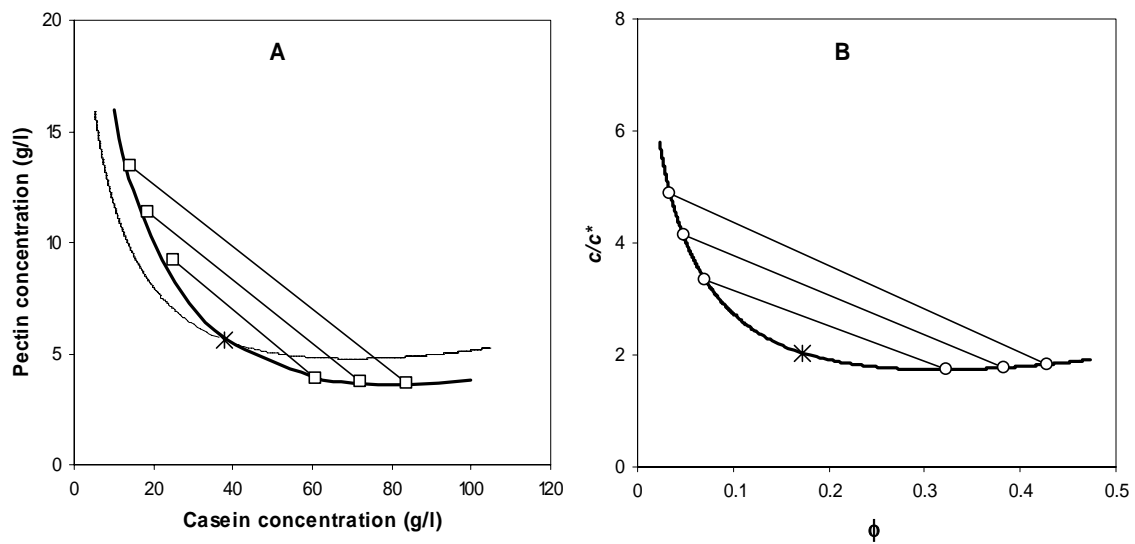 A
Pectin concentration (g/l)
20
15
10
5
0
0 20 40 60 80 100 120
Casein concentration (g/l)
B
c/c*
8
6
4
2
0
0 0.1 0.2 0.3 0.4 0.5
ϕ